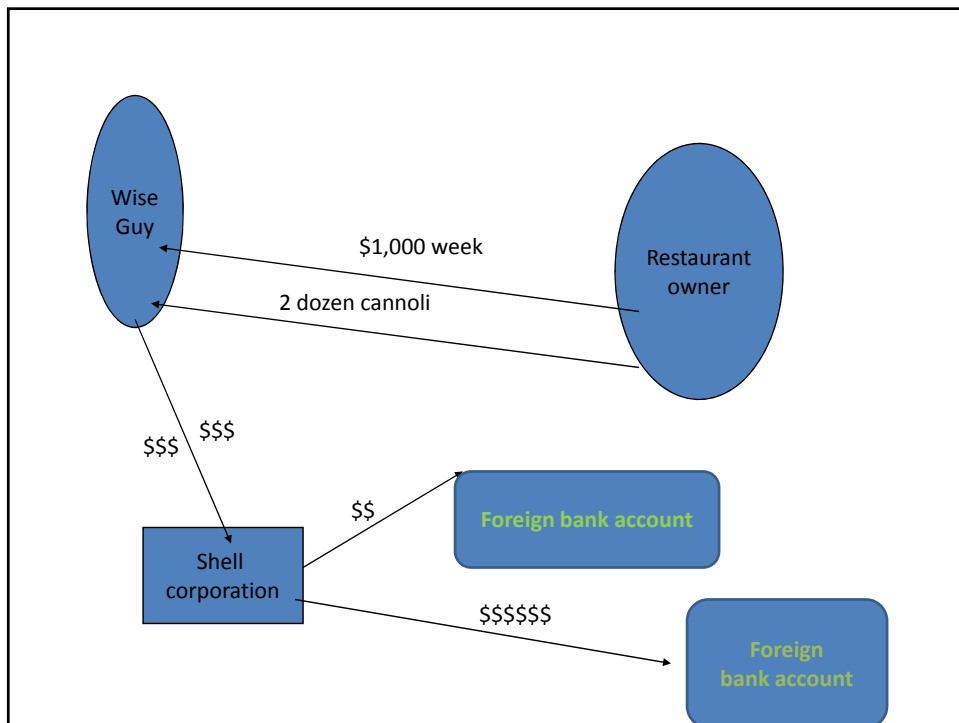 Wise
Guy
$1,000 week
Restaurant
owner
2 dozen cannoli
$$$
$$$
$$
Foreign bank account
Shell
corporation
$$$$$$
Foreign
bank account